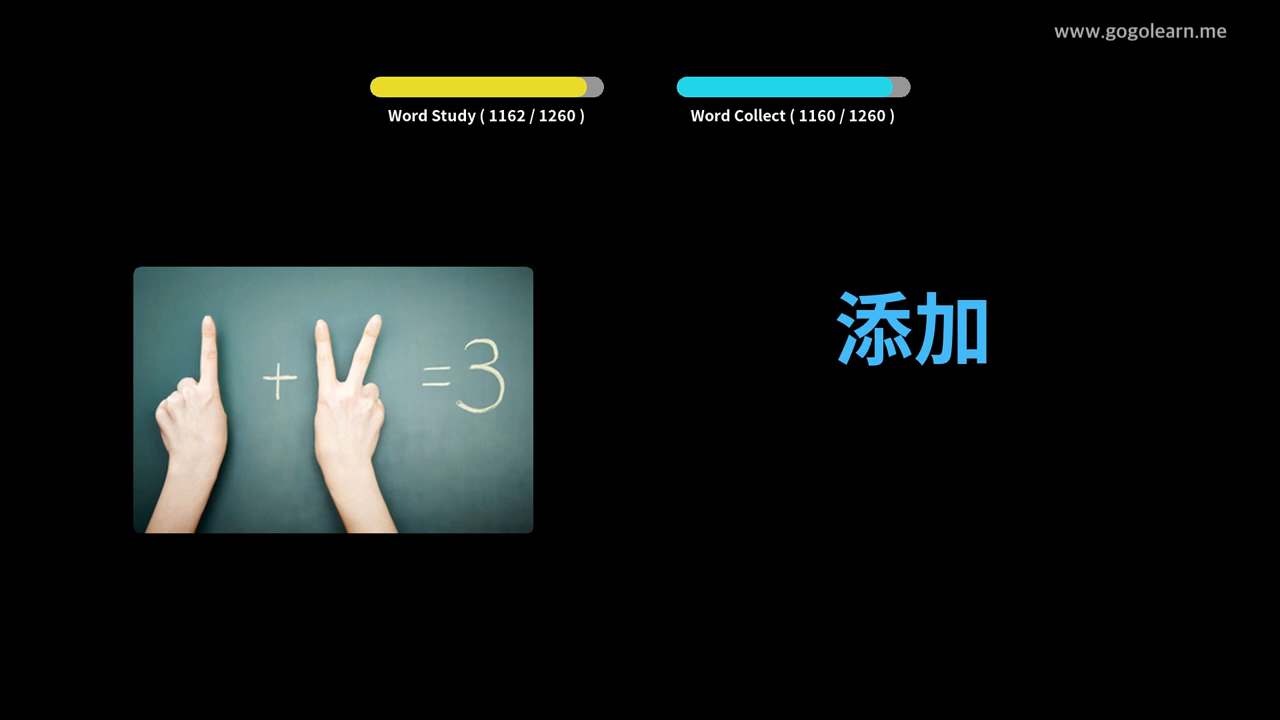 www.gogolearn.me
Word Study ( 1162 / 1260 )
Word Collect ( 1160 / 1260 )
添加
+ =3